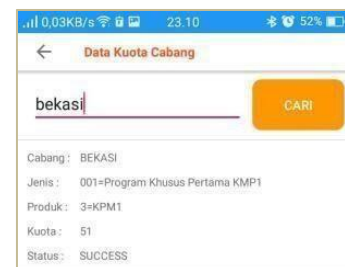 0,03KB/s 23.10 52%
Data Kuota Cabang
bekasi CARI
Cabang : BEKASI
Jenis : 001=Program Khusus Pertama KMP1
Produk : 3=KPM1
Kuota : 51
Status : SUCCESS